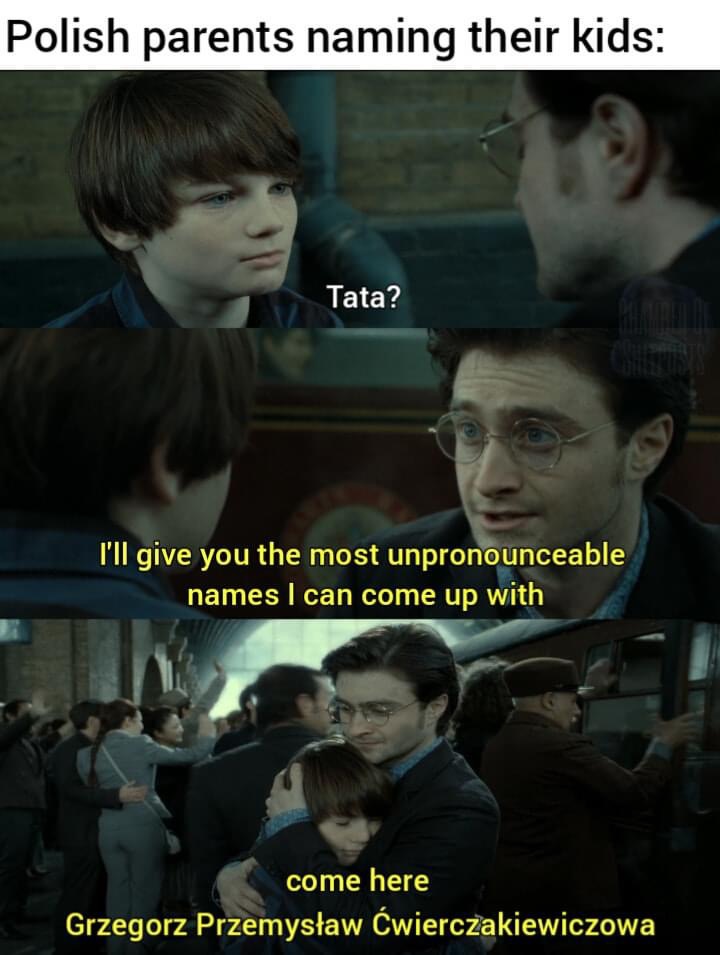 Polish parents naming their kids:
Tata?
I'll give you the most unpronounceable
names I can come up with
come here
Grzegorz Przemysław Ćwierczakiewiczowa